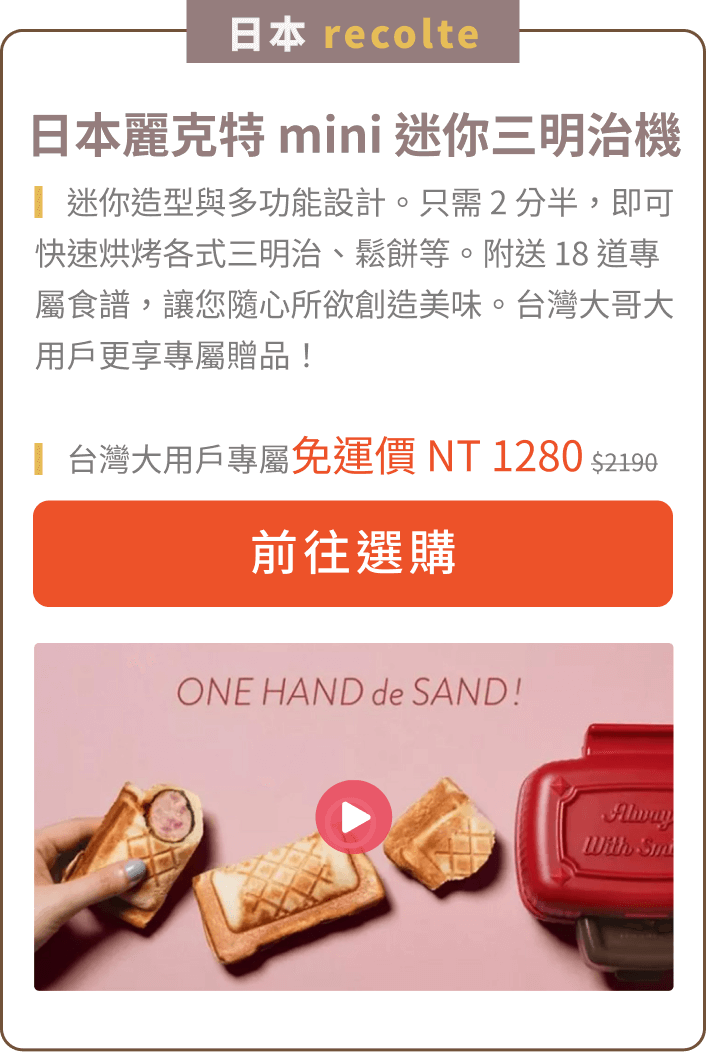 日本 recolte
日本麗克特 mini 迷你三明治機
迷你造型與多功能設計。只需 2 分半，即可
快速烘烤各式三明治、鬆餅等。附送 18 道專
屬食譜，讓您隨心所欲創造美味。台灣大哥大
用戶更享專屬贈品！
台灣大用戶專屬免運價 NT 1280 $2190
前往選購
ONE HAND de SAND!
Alway
With Smi